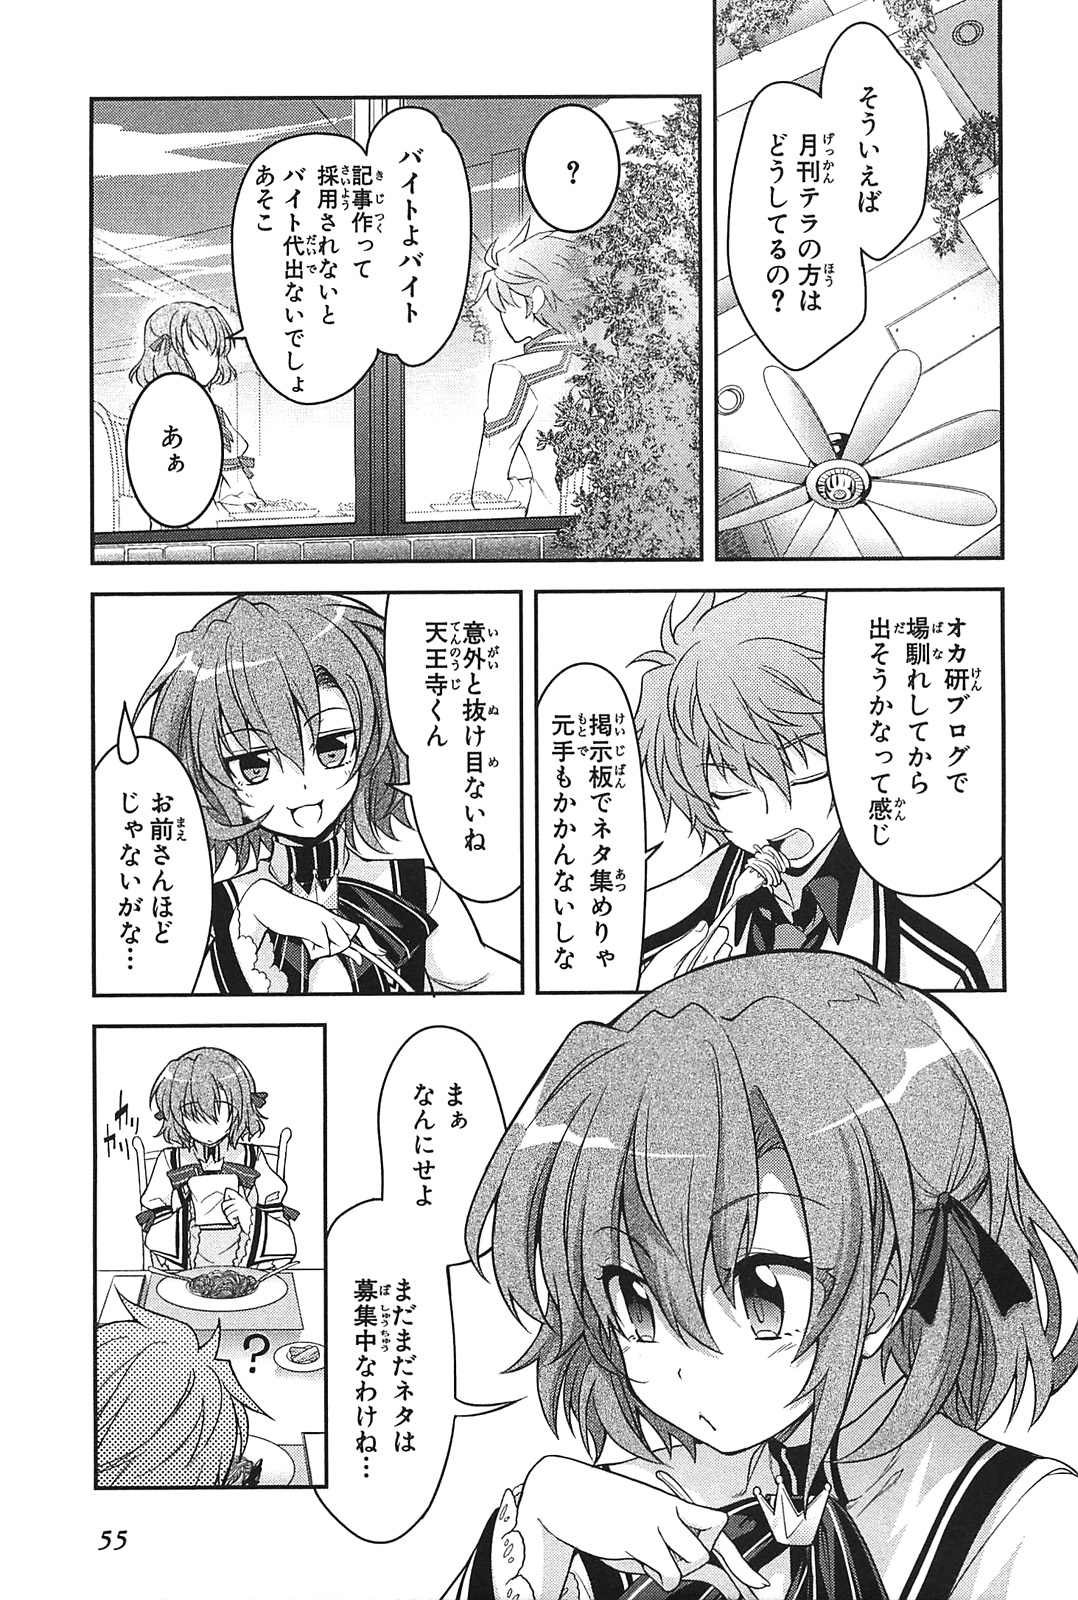 そういえば
月刊テラの方は
どうしてるの？
？
バイトよバイト
記事作って
採用されないと
バイト代出ないでしょ
あそこ
あぁ
オカ研ブログで
場馴れしてから
出そうかなって感じ
掲示板でネタ集めりゃ
元手もかかんないしな
意外と抜け目ないね
天王寺くん
お前さんほど
じゃないがな…
まぁ
なんにせよ
まだまだネタは
募集中なわけね…
カサ
カサ
？
55